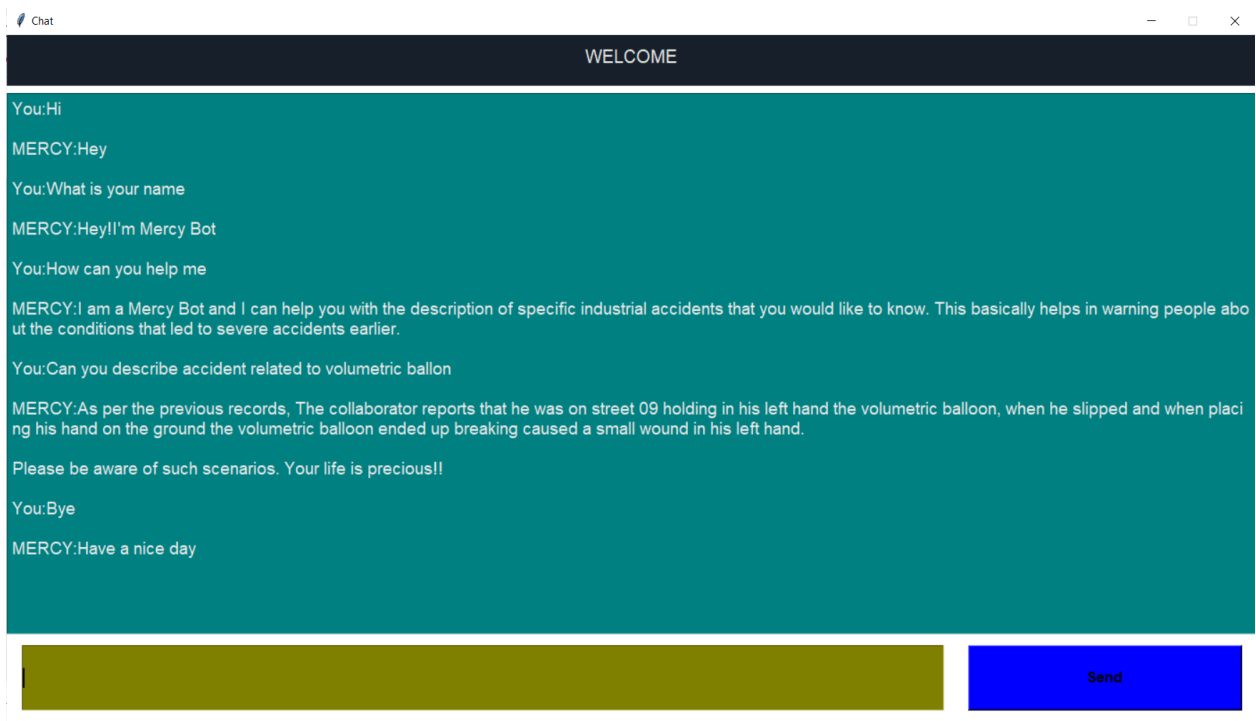 Chat
WELCOME
You:Hi
MERCY:Hey
You:What is your name
MERCY:Hey!I'm Mercy Bot
You:How can you help me
MERCY:I am a Mercy Bot and I can help you with the description of specific industrial accidents that you would like to know. This basically helps in warning people abo
ut the conditions that led to severe accidents earlier.
You:Can you describe accident related to volumetric ballon
MERCY:As per the previous records, The collaborator reports that he was on street 09 holding in his left hand the volumetric balloon, when he slipped and when placi
ng his hand on the ground the volumetric balloon ended up breaking caused a small wound in his left hand.
Please be aware of such scenarios. Your life is precious!!
You:Bye
MERCY:Have a nice day
Send